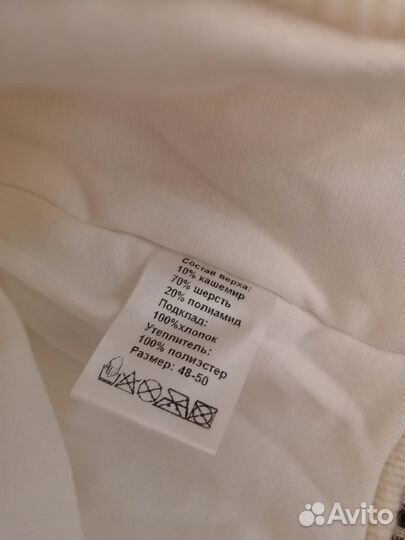 Состав верха:
10% кашемир
70% шерсть
20% полиамид
Подклад:
100%хлопок
Утеплитель:
100% полиэстер
Размер: 48-50
Avito